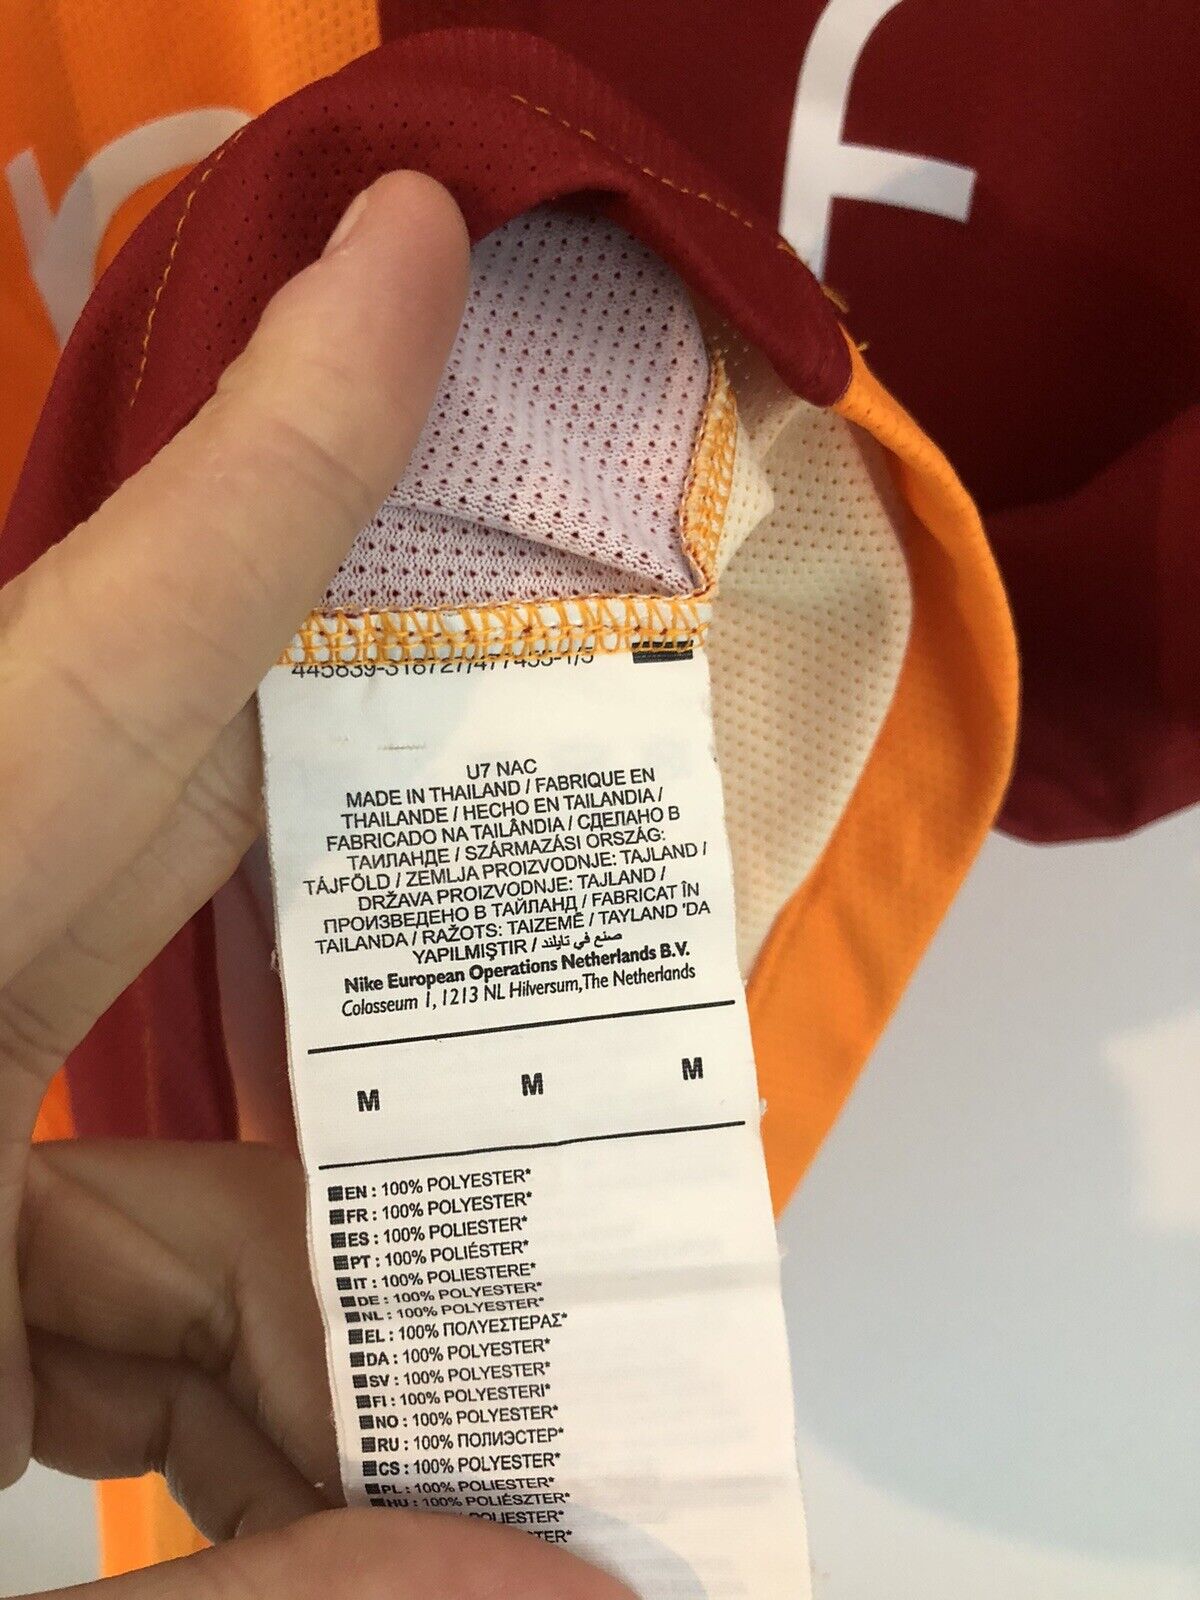 f
445839-318727/477455-1/5
U7 NAC
MADE IN THAILAND / FABRIQUE EN
THAILANDE / HECHO EN TAILANDIA /
FABRICADO NA TAILÂNDIA / СДЕЛАНО В
ТАИЛАНДЕ / SZÁRMAZÁSI ORSZÁG:
TÁJFÖLD / ZEMLJA PROIZVODNJE: TAJLAND /
DRŽAVA PROIZVODNJE: TAJLAND /
ПРОИЗВЕДЕНО В ТАЙЛАНД / FABRICAT ÎN
TAILANDA / RAŽOTS: TAIZEMĒ / TAYLAND 'DA
YAPILMIŞTIR / صنع في تايلند
Nike European Operations Netherlands B.V.
Colosseum 1, 1213 NL Hilversum,The Netherlands
M M M
EN : 100% POLYESTER*
FR : 100% POLYESTER*
ES : 100% POLIESTER*
PT : 100% POLIÉSTER*
IT : 100% POLIESTERE*
DE : 100% POLYESTER*
NL : 100% POLYESTER*
EL : 100% ΠΟΛΥΕΣΤΕΡΑΣ*
DA : 100% POLYESTER*
SV : 100% POLYESTER*
FI : 100% POLYESTERI*
NO : 100% POLYESTER*
RU : 100% ПОЛИЭСТЕР*
CS : 100% POLYESTER*
PL : 100% POLIESTER*
HU : 100% POLIÉSZTER*
POLIESTER*
TER*